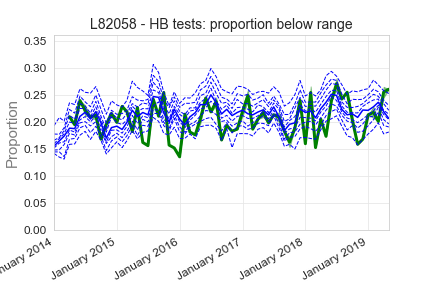 L82058 - HB tests: proportion below range
0.35
0.30
0.25
0.20
0.15
0.10
0.05
0.00
Proportion
2014
January 2015
January 2016
January 2017
January 2018
January 2019